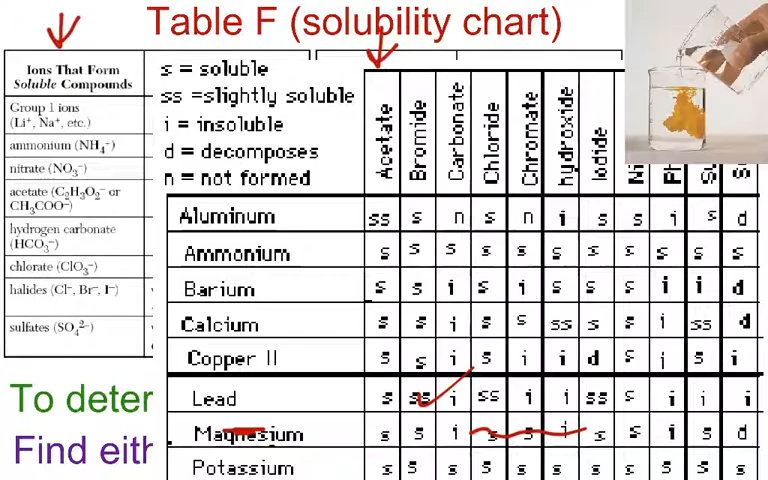 Table F (solubility chart)
Ions That Form
Soluble Compounds
Group 1 ions
(Li⁺, Na⁺, etc.)
ammonium (NH₄⁺)
nitrate (NO₃⁻)
acetate (C₂H₃O₂⁻ or
CH₃COO⁻)
hydrogen carbonate
(HCO₃⁻)
chlorate (ClO₃⁻)
halides (Cl⁻, Br⁻, I⁻)
sulfates (SO₄²⁻)
s = soluble
ss =slightly soluble
i = insoluble
d = decomposes
n = not formed
Acetate Bromide Carbonate Chloride Chromate hydroxide Iodide
Aluminum ss s n s n i s s i s d
Ammonium s s s s s s s s s s s
Barium s s i s i s s s i i d
Calcium s s i s s ss s s i ss d
Copper II s s i s i i d s i s i
Lead s ss i ss i i ss s i i i
Magnesium s s i s s i s s i s d
Potassium s s s s s s s s s s s
To deter
Find eith